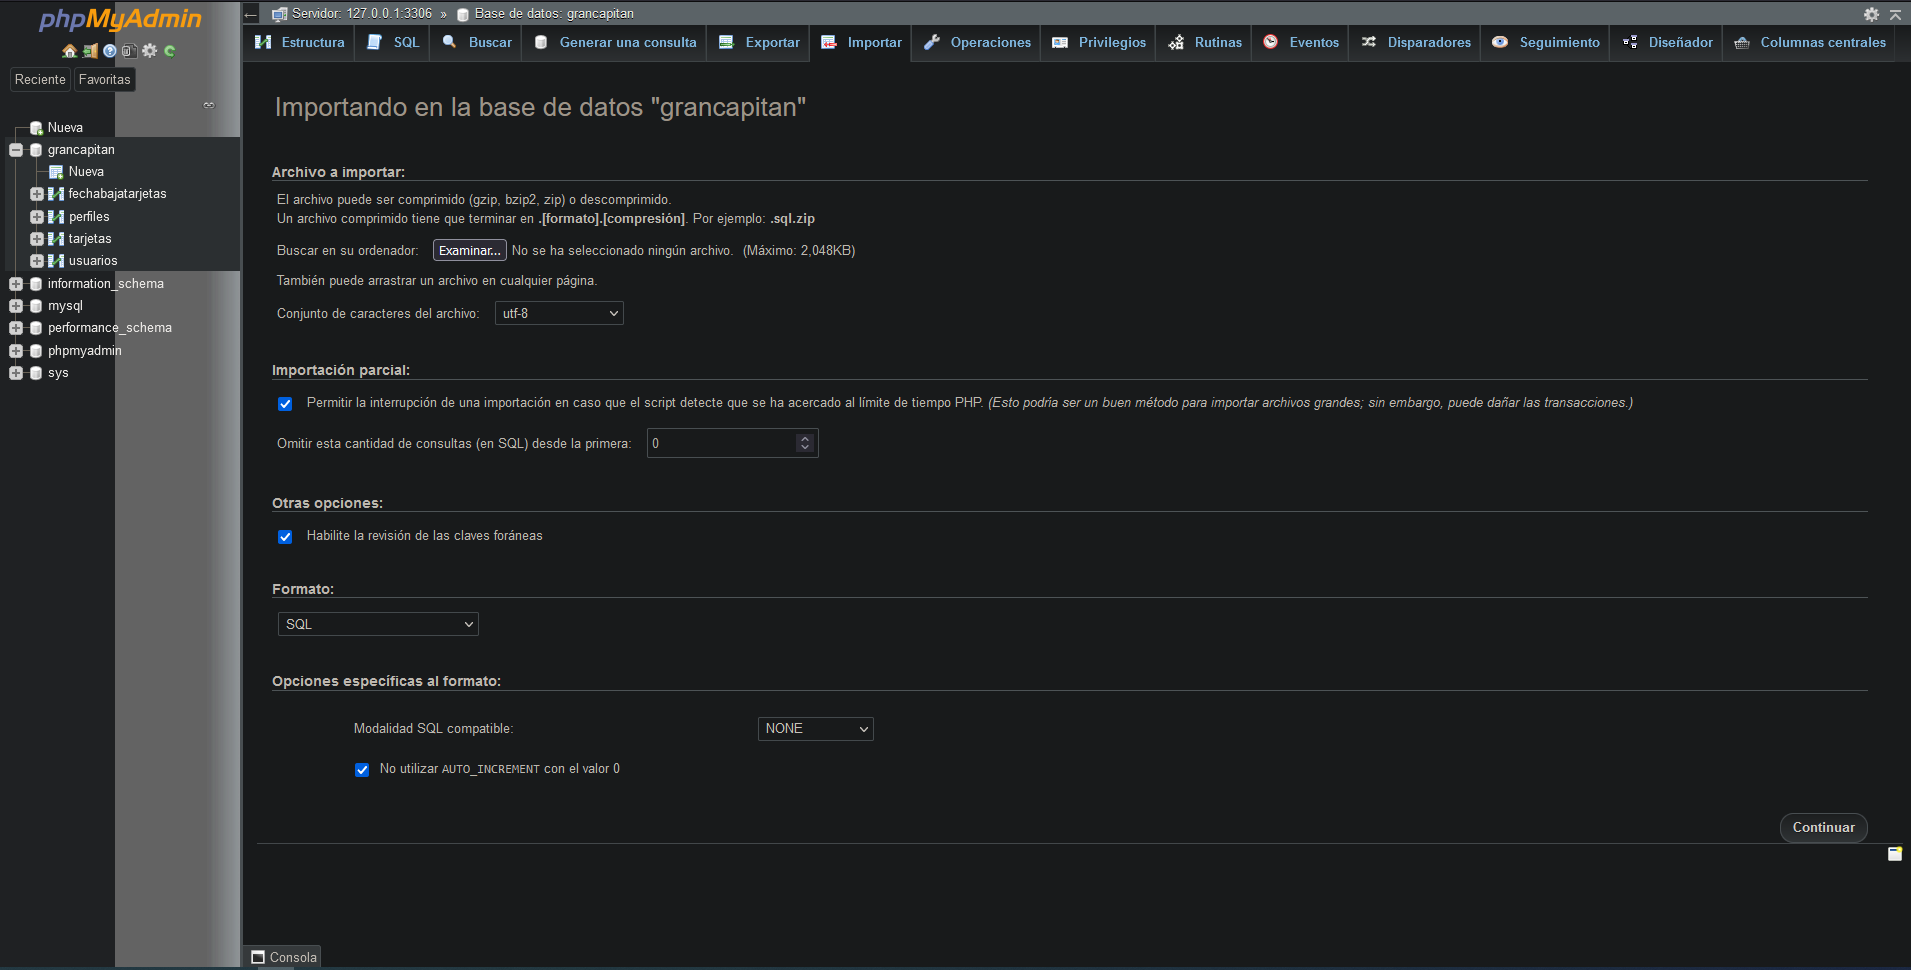 phpMyAdmin
Reciente Favoritas
Nueva
grancapitan
Nueva
fechabajatarjetas
perfiles
tarjetas
usuarios
information_schema
mysql
performance_schema
phpmyadmin
sys
Servidor: 127.0.0.1:3306 » Base de datos: grancapitan
Estructura SQL Buscar Generar una consulta Exportar Importar Operaciones Privilegios Rutinas Eventos Disparadores Seguimiento Diseñador Columnas centrales
Importando en la base de datos "grancapitan"
Archivo a importar:
El archivo puede ser comprimido (gzip, bzip2, zip) o descomprimido.
Un archivo comprimido tiene que terminar en .[formato].[compresión]. Por ejemplo: .sql.zip
Buscar en su ordenador: Examinar... No se ha seleccionado ningún archivo. (Máximo: 2,048KB)
También puede arrastrar un archivo en cualquier página.
Conjunto de caracteres del archivo: utf-8
Importación parcial:
Permitir la interrupción de una importación en caso que el script detecte que se ha acercado al límite de tiempo PHP. (Esto podría ser un buen método para importar archivos grandes; sin embargo, puede dañar las transacciones.)
Omitir esta cantidad de consultas (en SQL) desde la primera: 0
Otras opciones:
Habilite la revisión de las claves foráneas
Formato:
SQL
Opciones específicas al formato:
Modalidad SQL compatible: NONE
No utilizar AUTO_INCREMENT con el valor 0
Continuar
Consola